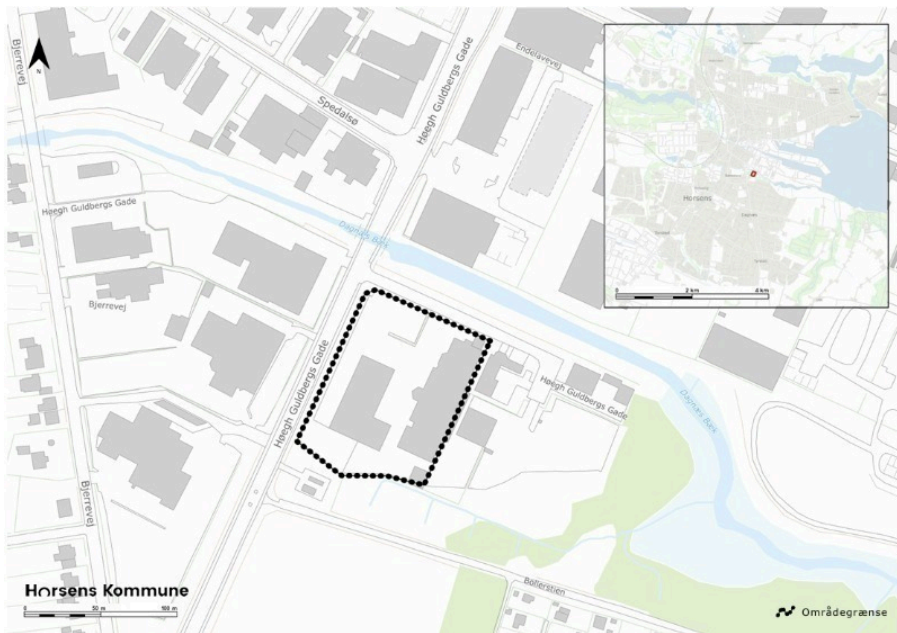 Bjerrevej
N
Spedalsø
Høegh Guldbergs Gade
Endelavevej
Horsens
0 2 km 4 km
Høegh Guldbergs Gade
Dagnæs Bæk
Bjerrevej
Høegh Guldbergs Gade
Høegh Guldbergs Gade
Dagnæs Bæk
Bjerrevej
Bollerstien
Horsens Kommune
0 50 m 100 m
Områdegrænse